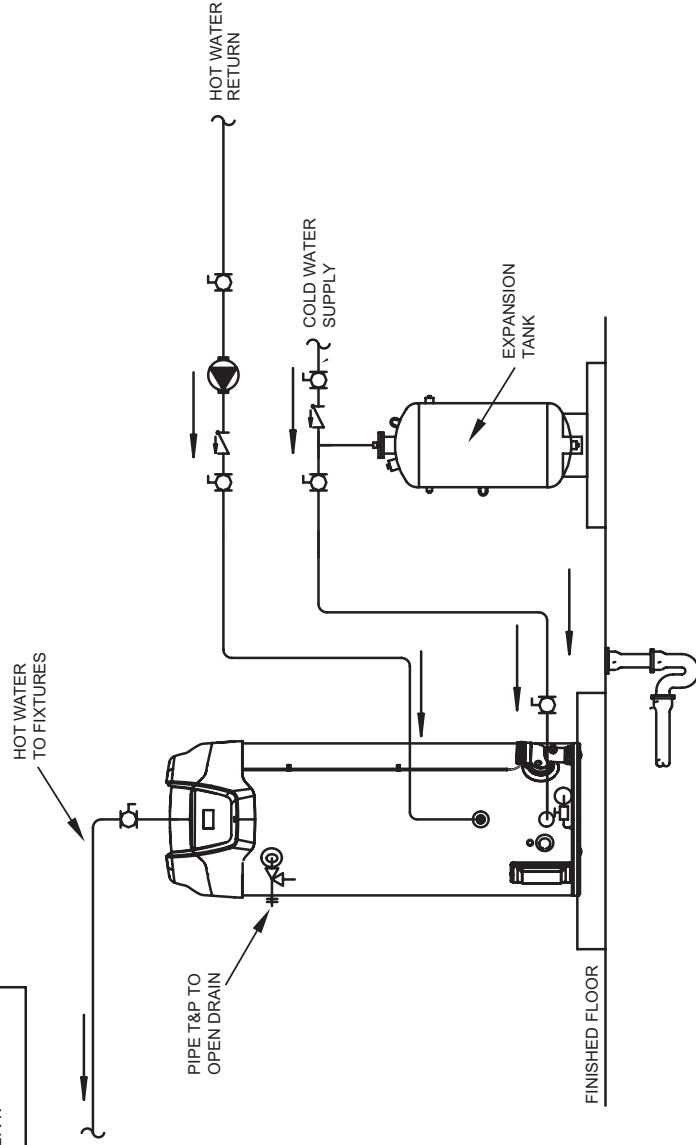 HOT WATER
TO FIXTURES
HOT WATER
RETURN
COLD WATER
SUPPLY
EXPANSION
TANK
PIPE T&P TO
OPEN DRAIN
FINISHED FLOOR